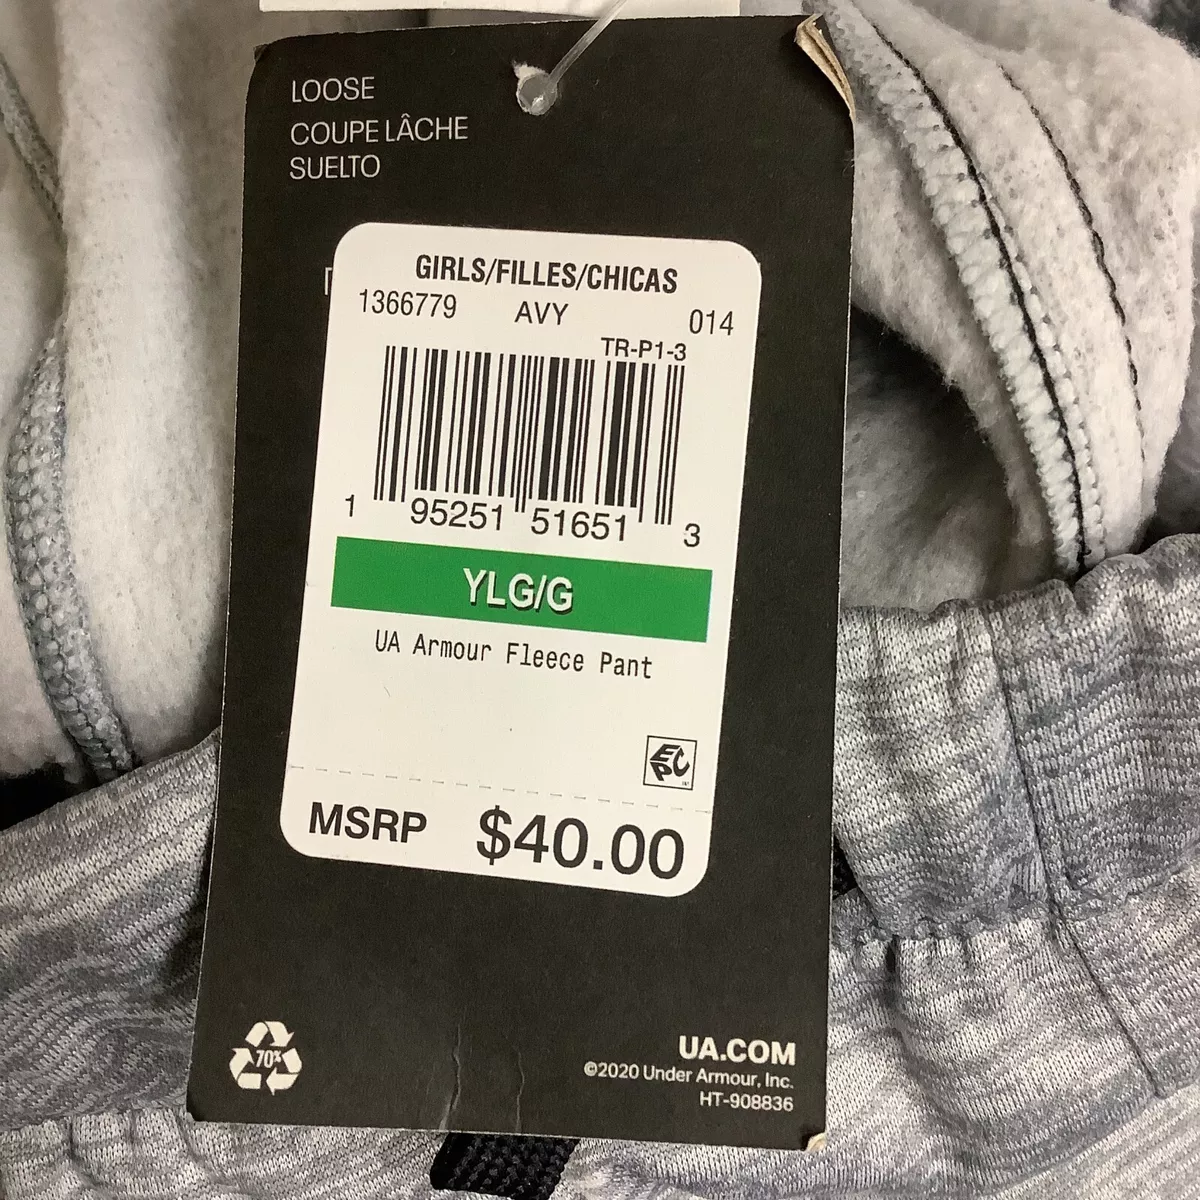 LOOSE
COUPE LÂCHE
SUELTO
GIRLS/FILLES/CHICAS
1366779 AVY 014
TR-P1-3
1 95251 51651 3
YLG/G
UA Armour Fleece Pant
EPC
MSRP $40.00
70%
UA.COM
©2020 Under Armour, Inc.
HT-908836